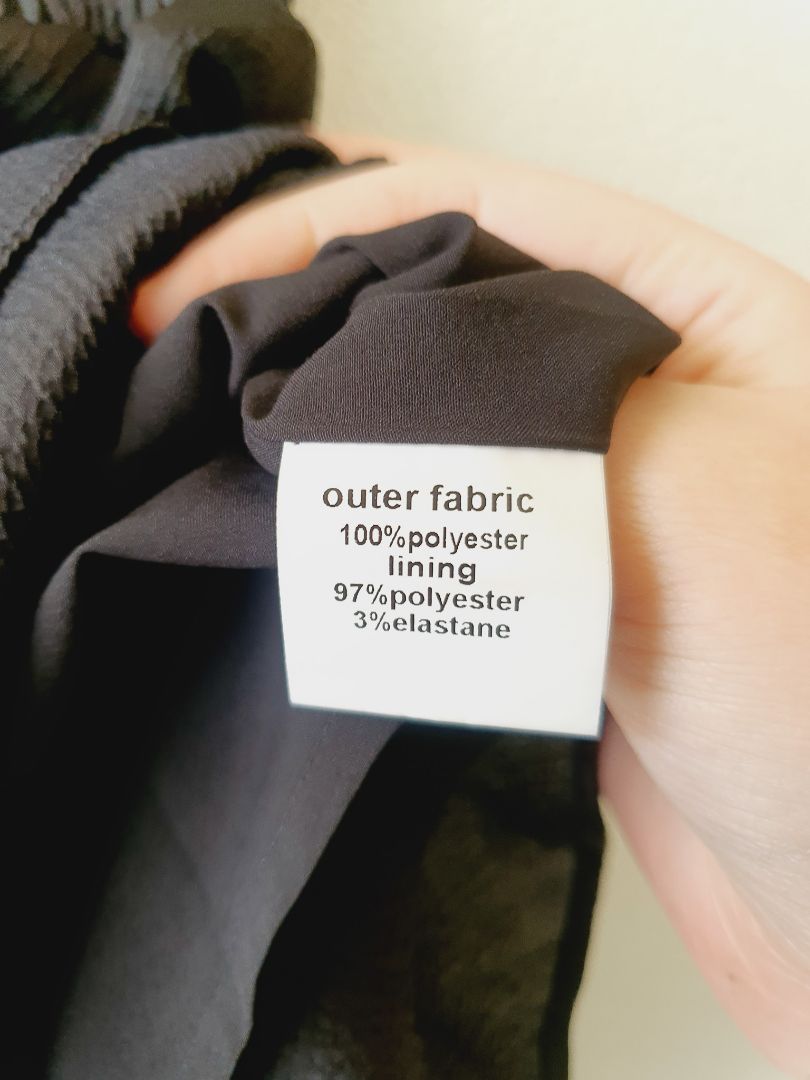 outer fabric
100%polyester
lining
97%polyester
3%elastane